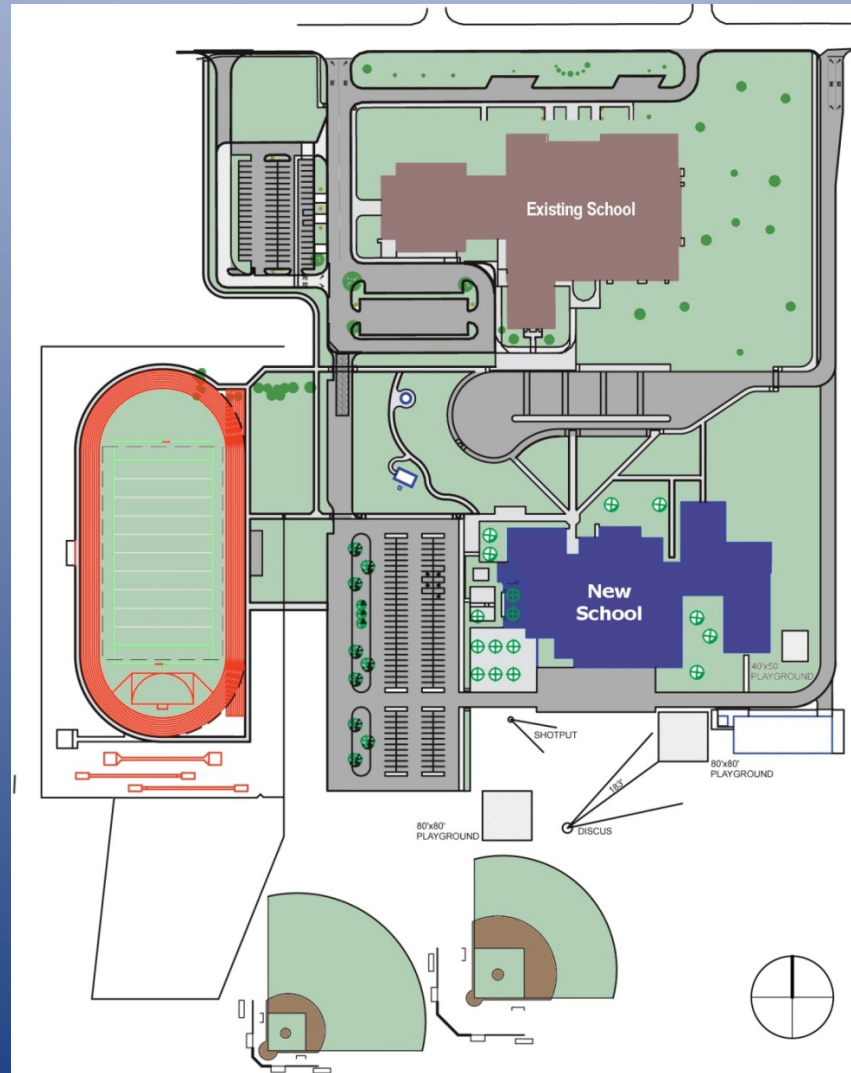 Existing School
New
School
40'x50'
PLAYGROUND
SHOTPUT
80'x80'
PLAYGROUND
183'
80'x80'
PLAYGROUND
DISCUS